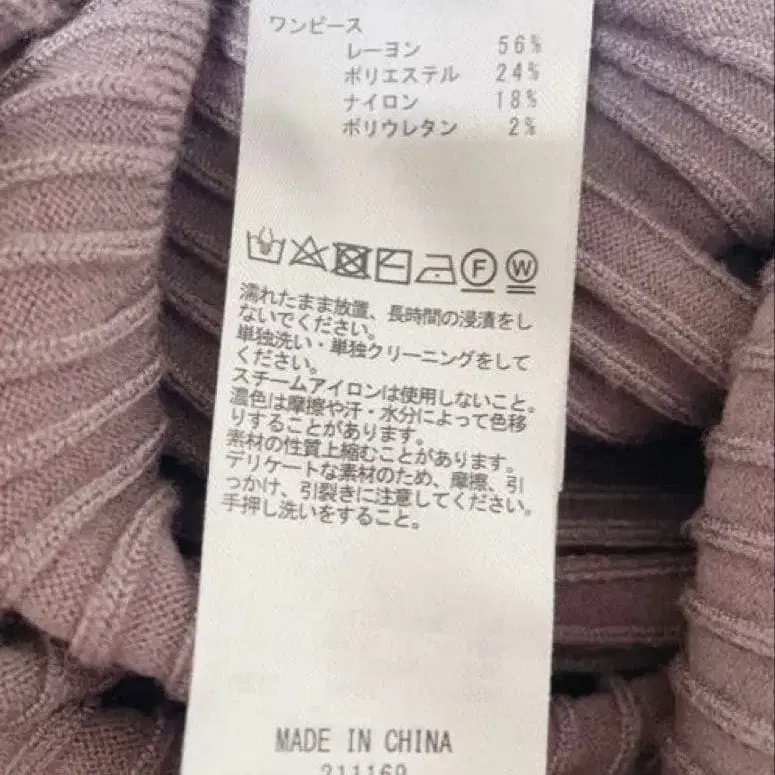 ワンピース
レーヨン 56%
ポリエステル 24%
ナイロン 18%
ポリウレタン 2%
F W
濡れたまま放置、長時間の浸漬をし
ないでください。
単独洗い・単独クリーニングをして
ください。
スチームアイロンは使用しないこと。
濃色は摩擦や汗・水分によって色移
りすることがあります。
素材の性質上縮むことがあります。
デリケートな素材のため、摩擦、引
っかけ、引裂きに注意してください。
手押し洗いをすること。
MADE IN CHINA
211169